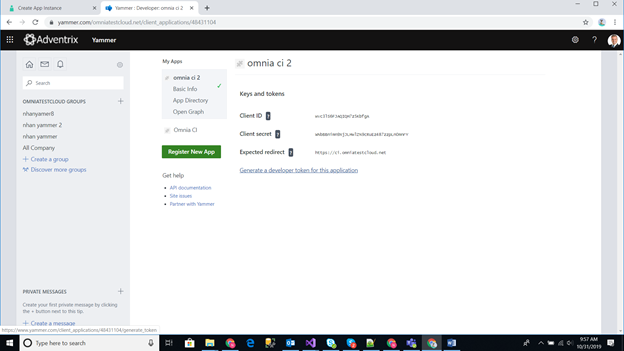 Create App Instance
Yammer : Developer: omnia ci 2
yammer.com/omniatestcloud.net/client_applications/48431104
Adventrix
Yammer
My Apps
omnia ci 2
Basic Info
App Directory
Open Graph
Omnia CI
Register New App
Get help
API documentation
Site issues
Partner with Yammer
Search
OMNIATESTCLOUD GROUPS
nhanyamer8
nhan yammer 2
nhan yammer
All Company
Create a group
Discover more groups
PRIVATE MESSAGES
Create your first private message by clicking
the + button next to this tip.
Create a message
omnia ci 2
Keys and tokens
Client ID ?
Client secret ?
Expected redirect ?
https://ci.omniatestcloud.net
Generate a developer token for this application
https://www.yammer.com/client_applications/48431104/generate_token
Type here to search
9:57 AM
10/31/2019